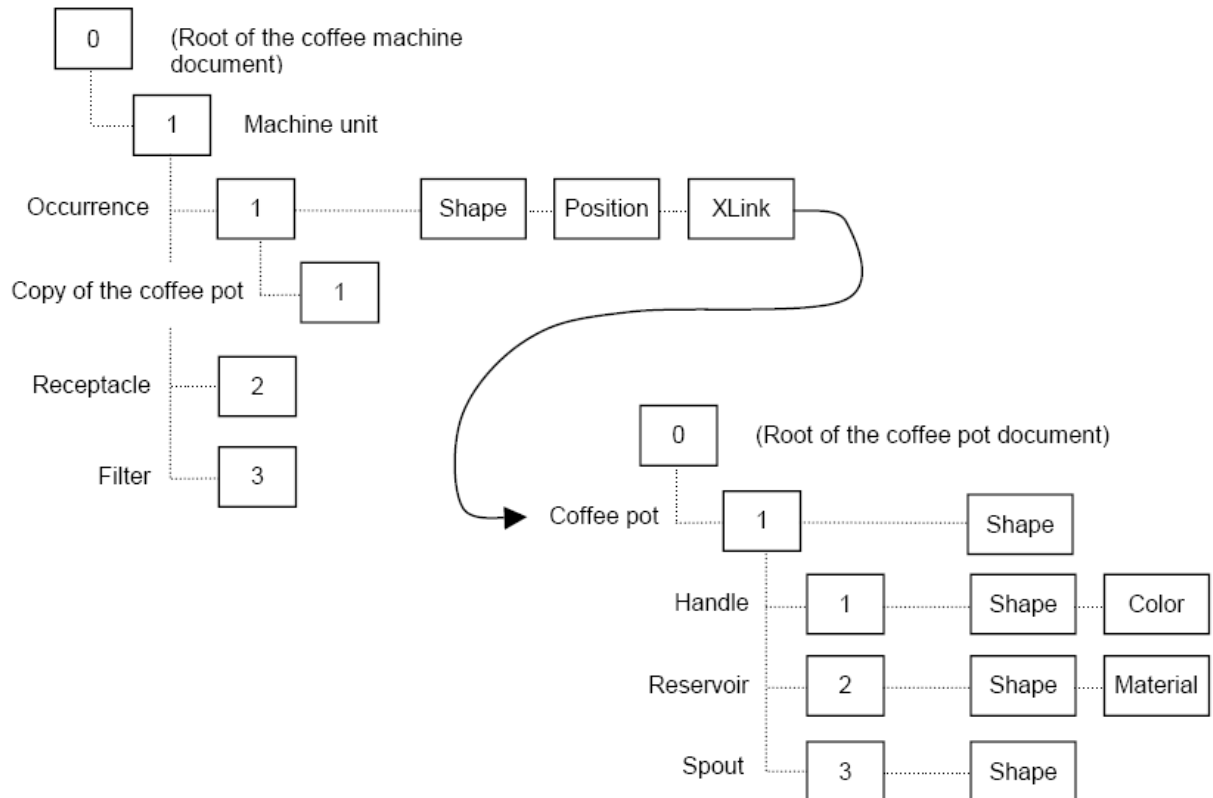 0
(Root of the coffee machine
document)
1
Machine unit
Occurrence
1
Shape
Position
XLink
Copy of the coffee pot
1
Receptacle
2
0
(Root of the coffee pot document)
Filter
3
Coffee pot
1
Shape
Handle
1
Shape
Color
Reservoir
2
Shape
Material
Spout
3
Shape